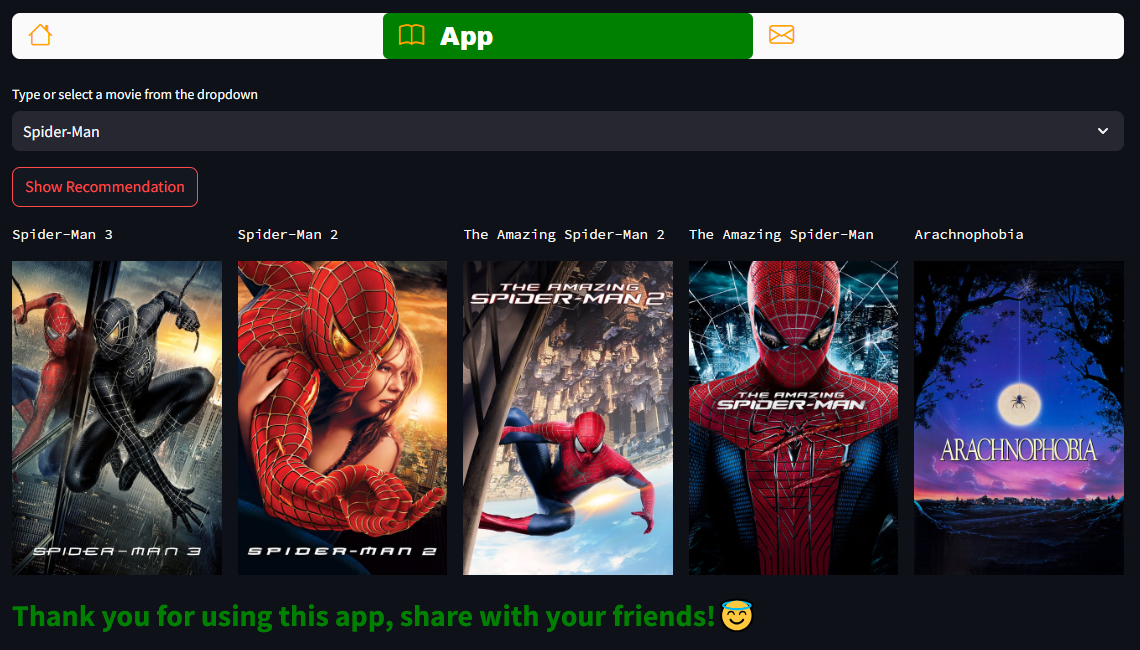 App
Type or select a movie from the dropdown
Spider-Man
Show Recommendation
Spider-Man 3
Spider-Man 2
The Amazing Spider-Man 2
The Amazing Spider-Man
Arachnophobia
SPIDER-MAN 3
SPIDER-MAN 2
THE AMAZING
SPIDER-MAN 2
THE AMAZING
SPIDER-MAN
ARACHNOPHOBIA
Thank you for using this app, share with your friends!😇